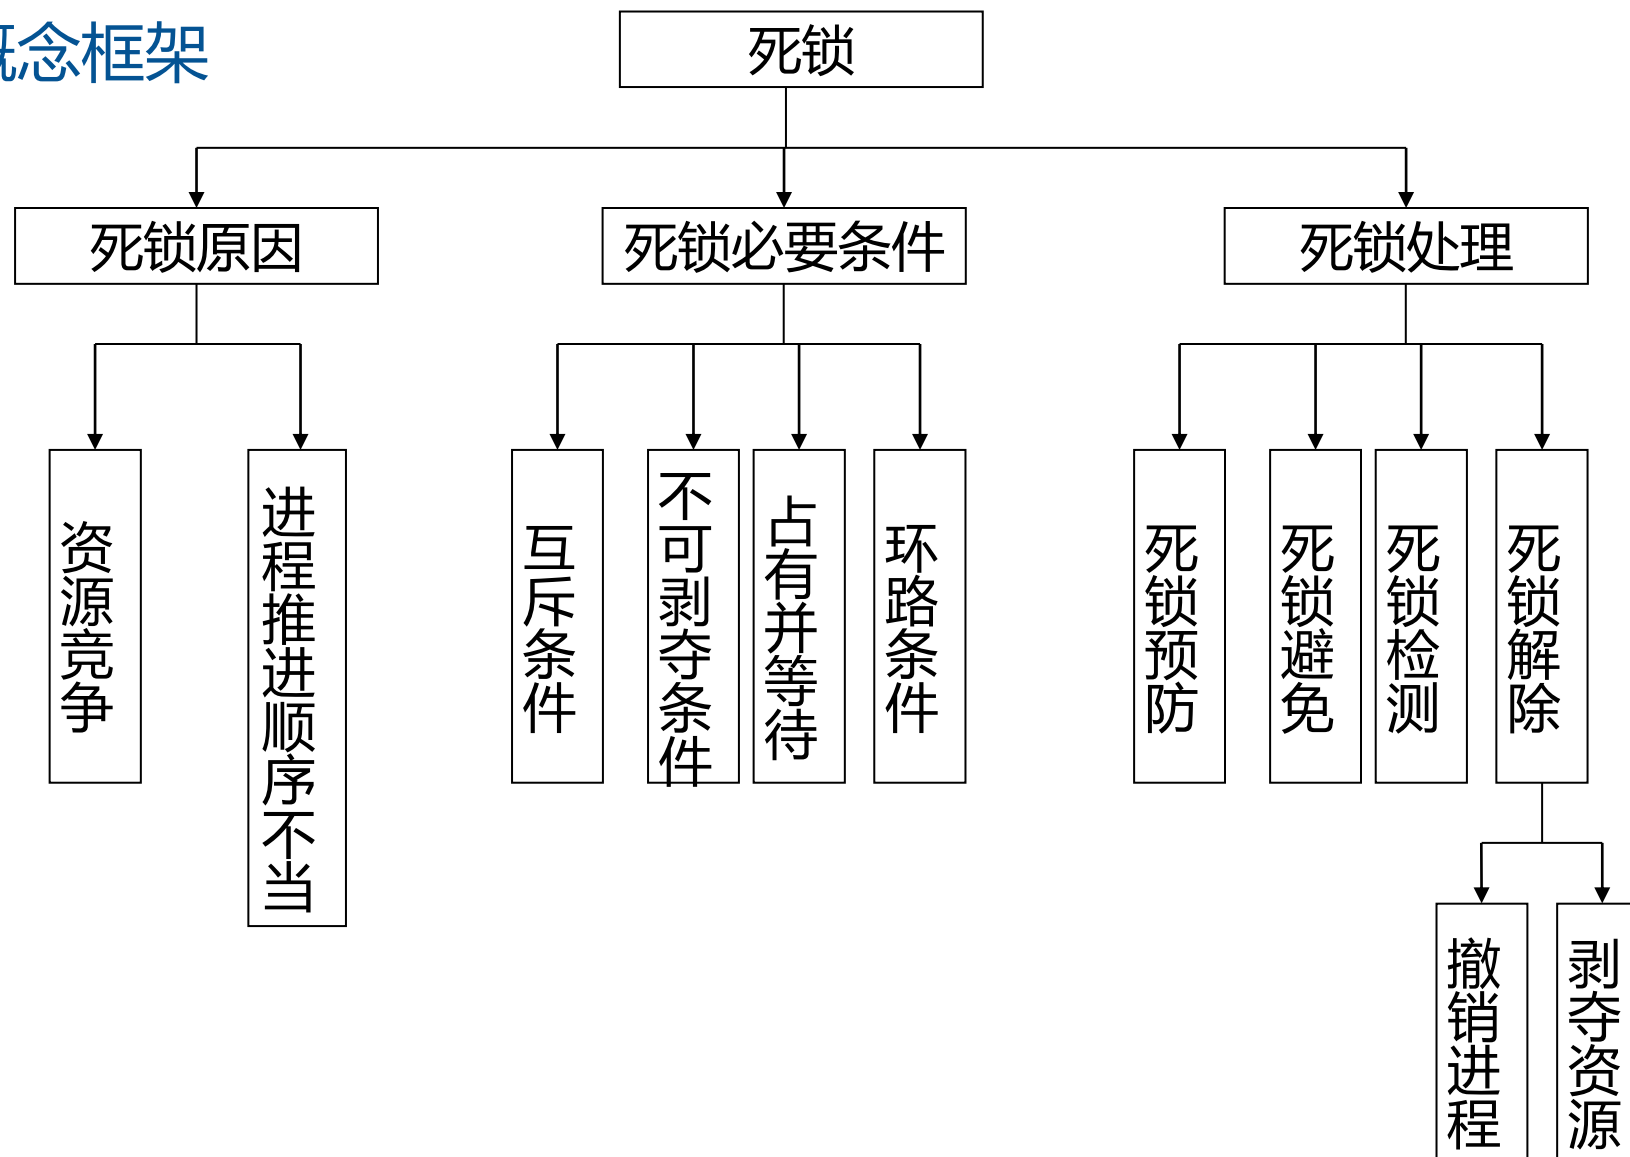 概念框架
死锁
死锁原因
死锁必要条件
死锁处理
资源竞争
进程推进顺序不当
互斥条件
不可剥夺条件
占有并等待
环路条件
死锁预防
死锁避免
死锁检测
死锁解除
撤销进程
剥夺资源